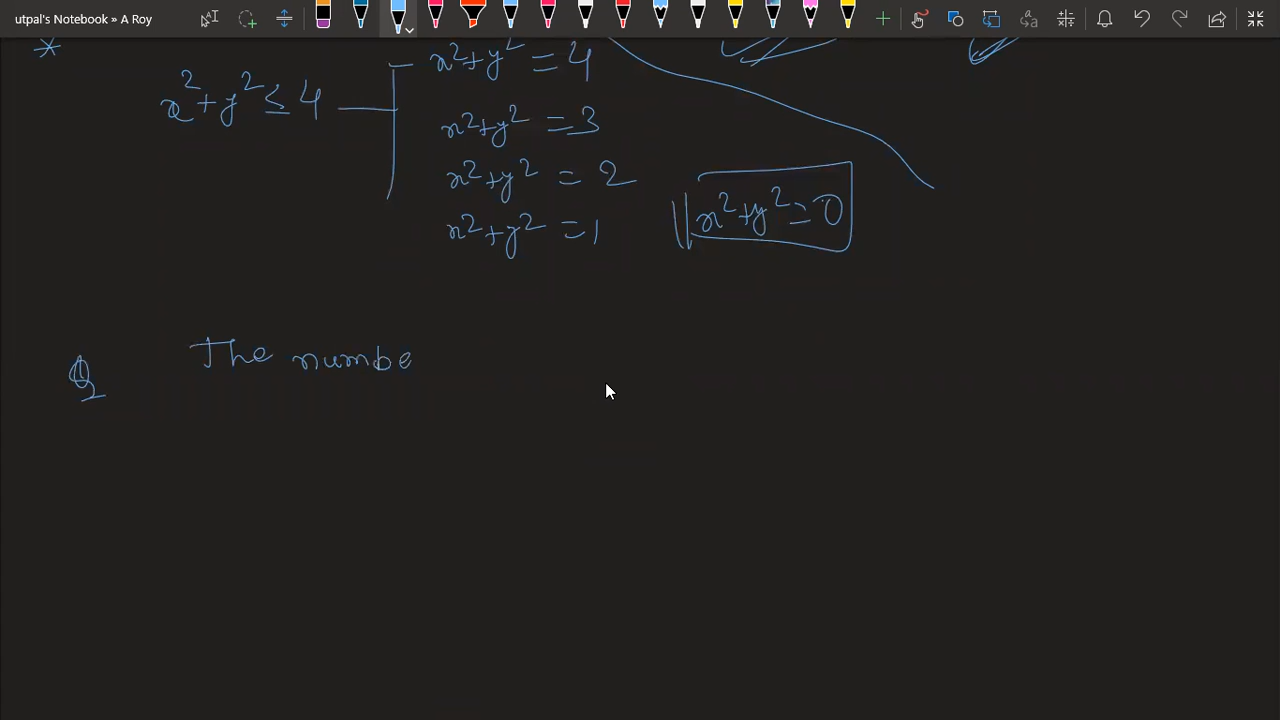 utpal's Notebook » A Roy
*
x²+y² = 4
x²+y² ≤ 4
x²+y² = 3
x²+y² = 2
x²+y² = 0
x²+y² = 1
Q The numbe